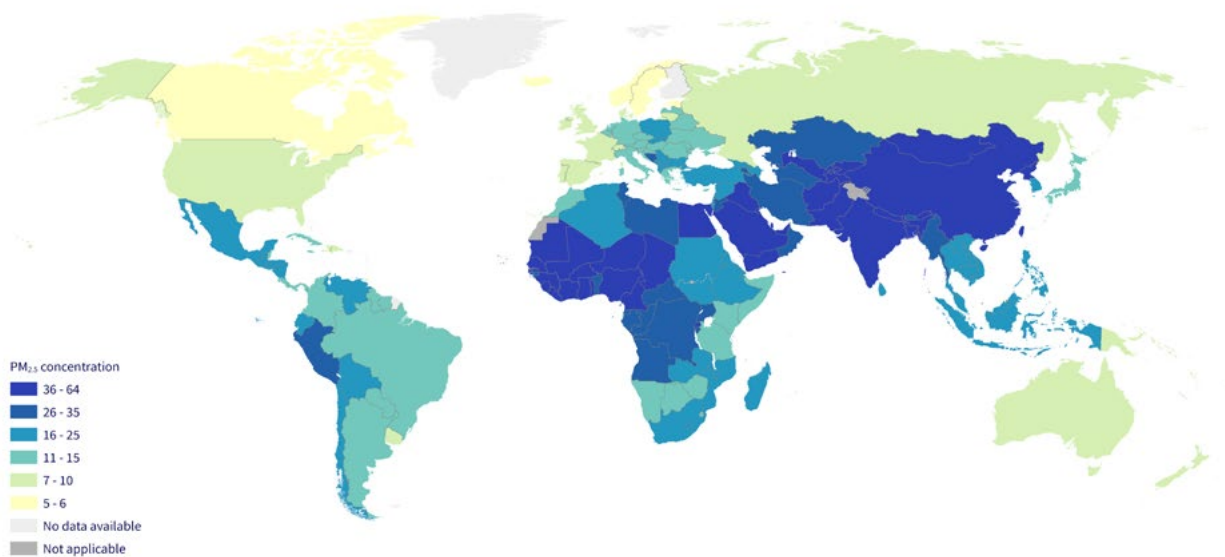 PM₂.₅ concentration
36 - 64
26 - 35
16 - 25
11 - 15
7 - 10
5 - 6
No data available
Not applicable